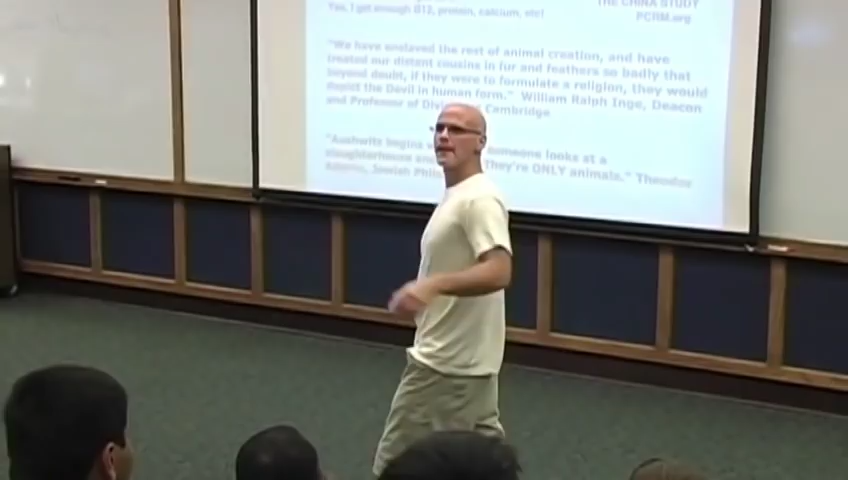 THE CHINA STUDY
Yes, I get enough B12, protein, calcium, etc!
PCRM.org
"We have enslaved the rest of animal creation, and have
treated our distant cousins in fur and feathers so badly that
beyond doubt, if they were to formulate a religion, they would
depict the Devil in human form." William Ralph Inge, Deacon
and Professor of Cambridge
"Auschwitz begins someone looks at a
slaughterhouse They're ONLY animals." Theodor
Jewish